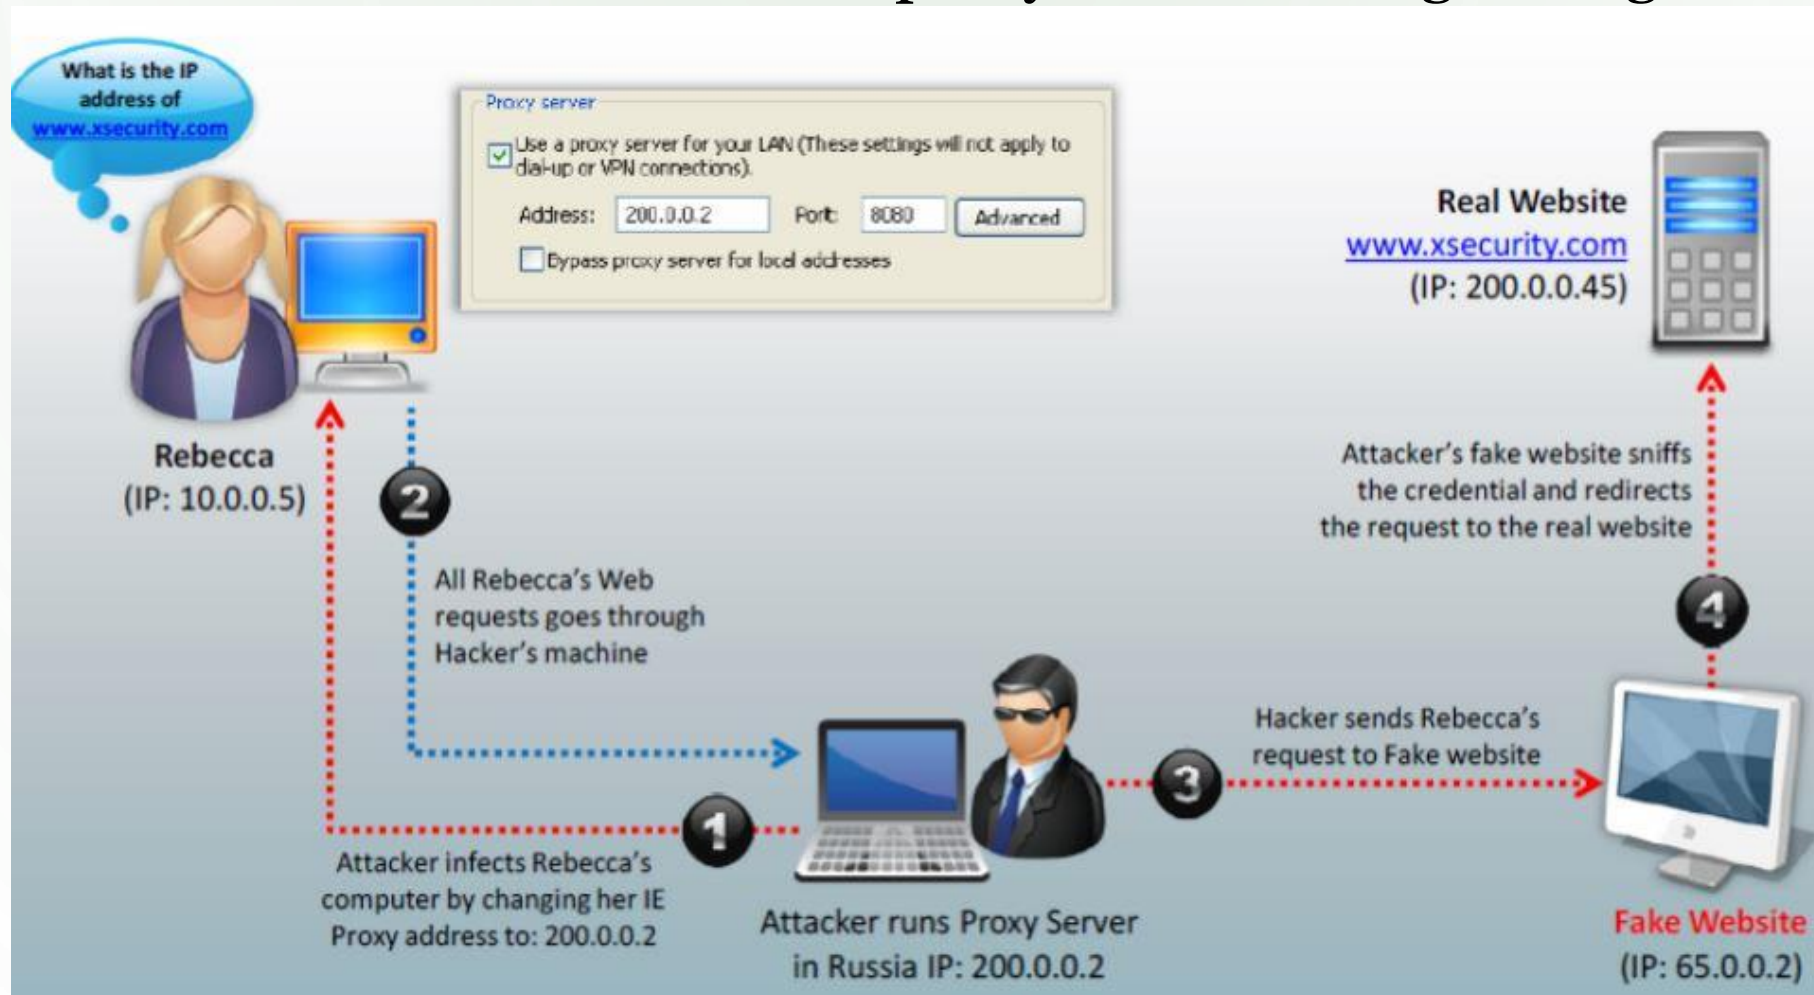 What is the IP
address of
www.xsecurity.com
Proxy server
Use a proxy server for your LAN (These settings will not apply to
dial-up or VPN connections).
Address: 200.0.0.2 Port: 8080 Advanced
Bypass proxy server for local addresses
Real Website
www.xsecurity.com
(IP: 200.0.0.45)
Rebecca
(IP: 10.0.0.5)
2
All Rebecca's Web
requests goes through
Hacker's machine
Attacker's fake website sniffs
the credential and redirects
the request to the real website
4
Hacker sends Rebecca's
request to Fake website
3
1
Attacker infects Rebecca's
computer by changing her IE
Proxy address to: 200.0.0.2
Attacker runs Proxy Server
in Russia IP: 200.0.0.2
Fake Website
(IP: 65.0.0.2)